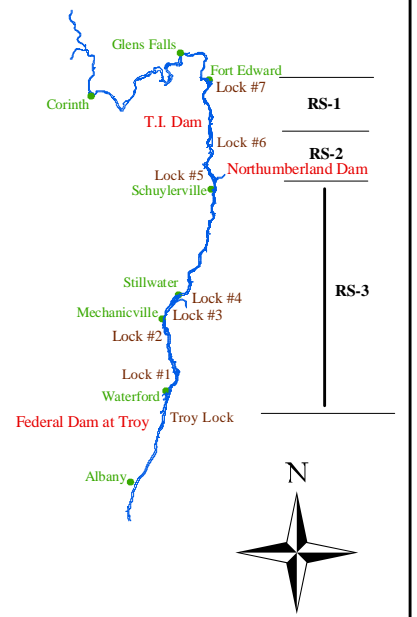 Glens Falls
Fort Edward
Lock #7
Corinth
RS-1
T.I. Dam
RS-2
Lock #6
Northumberland Dam
Lock #5
Schuylerville
Stillwater
RS-3
Lock #4
Mechanicville
Lock #3
Lock #2
Lock #1
Waterford
Federal Dam at Troy
Troy Lock
Albany
N